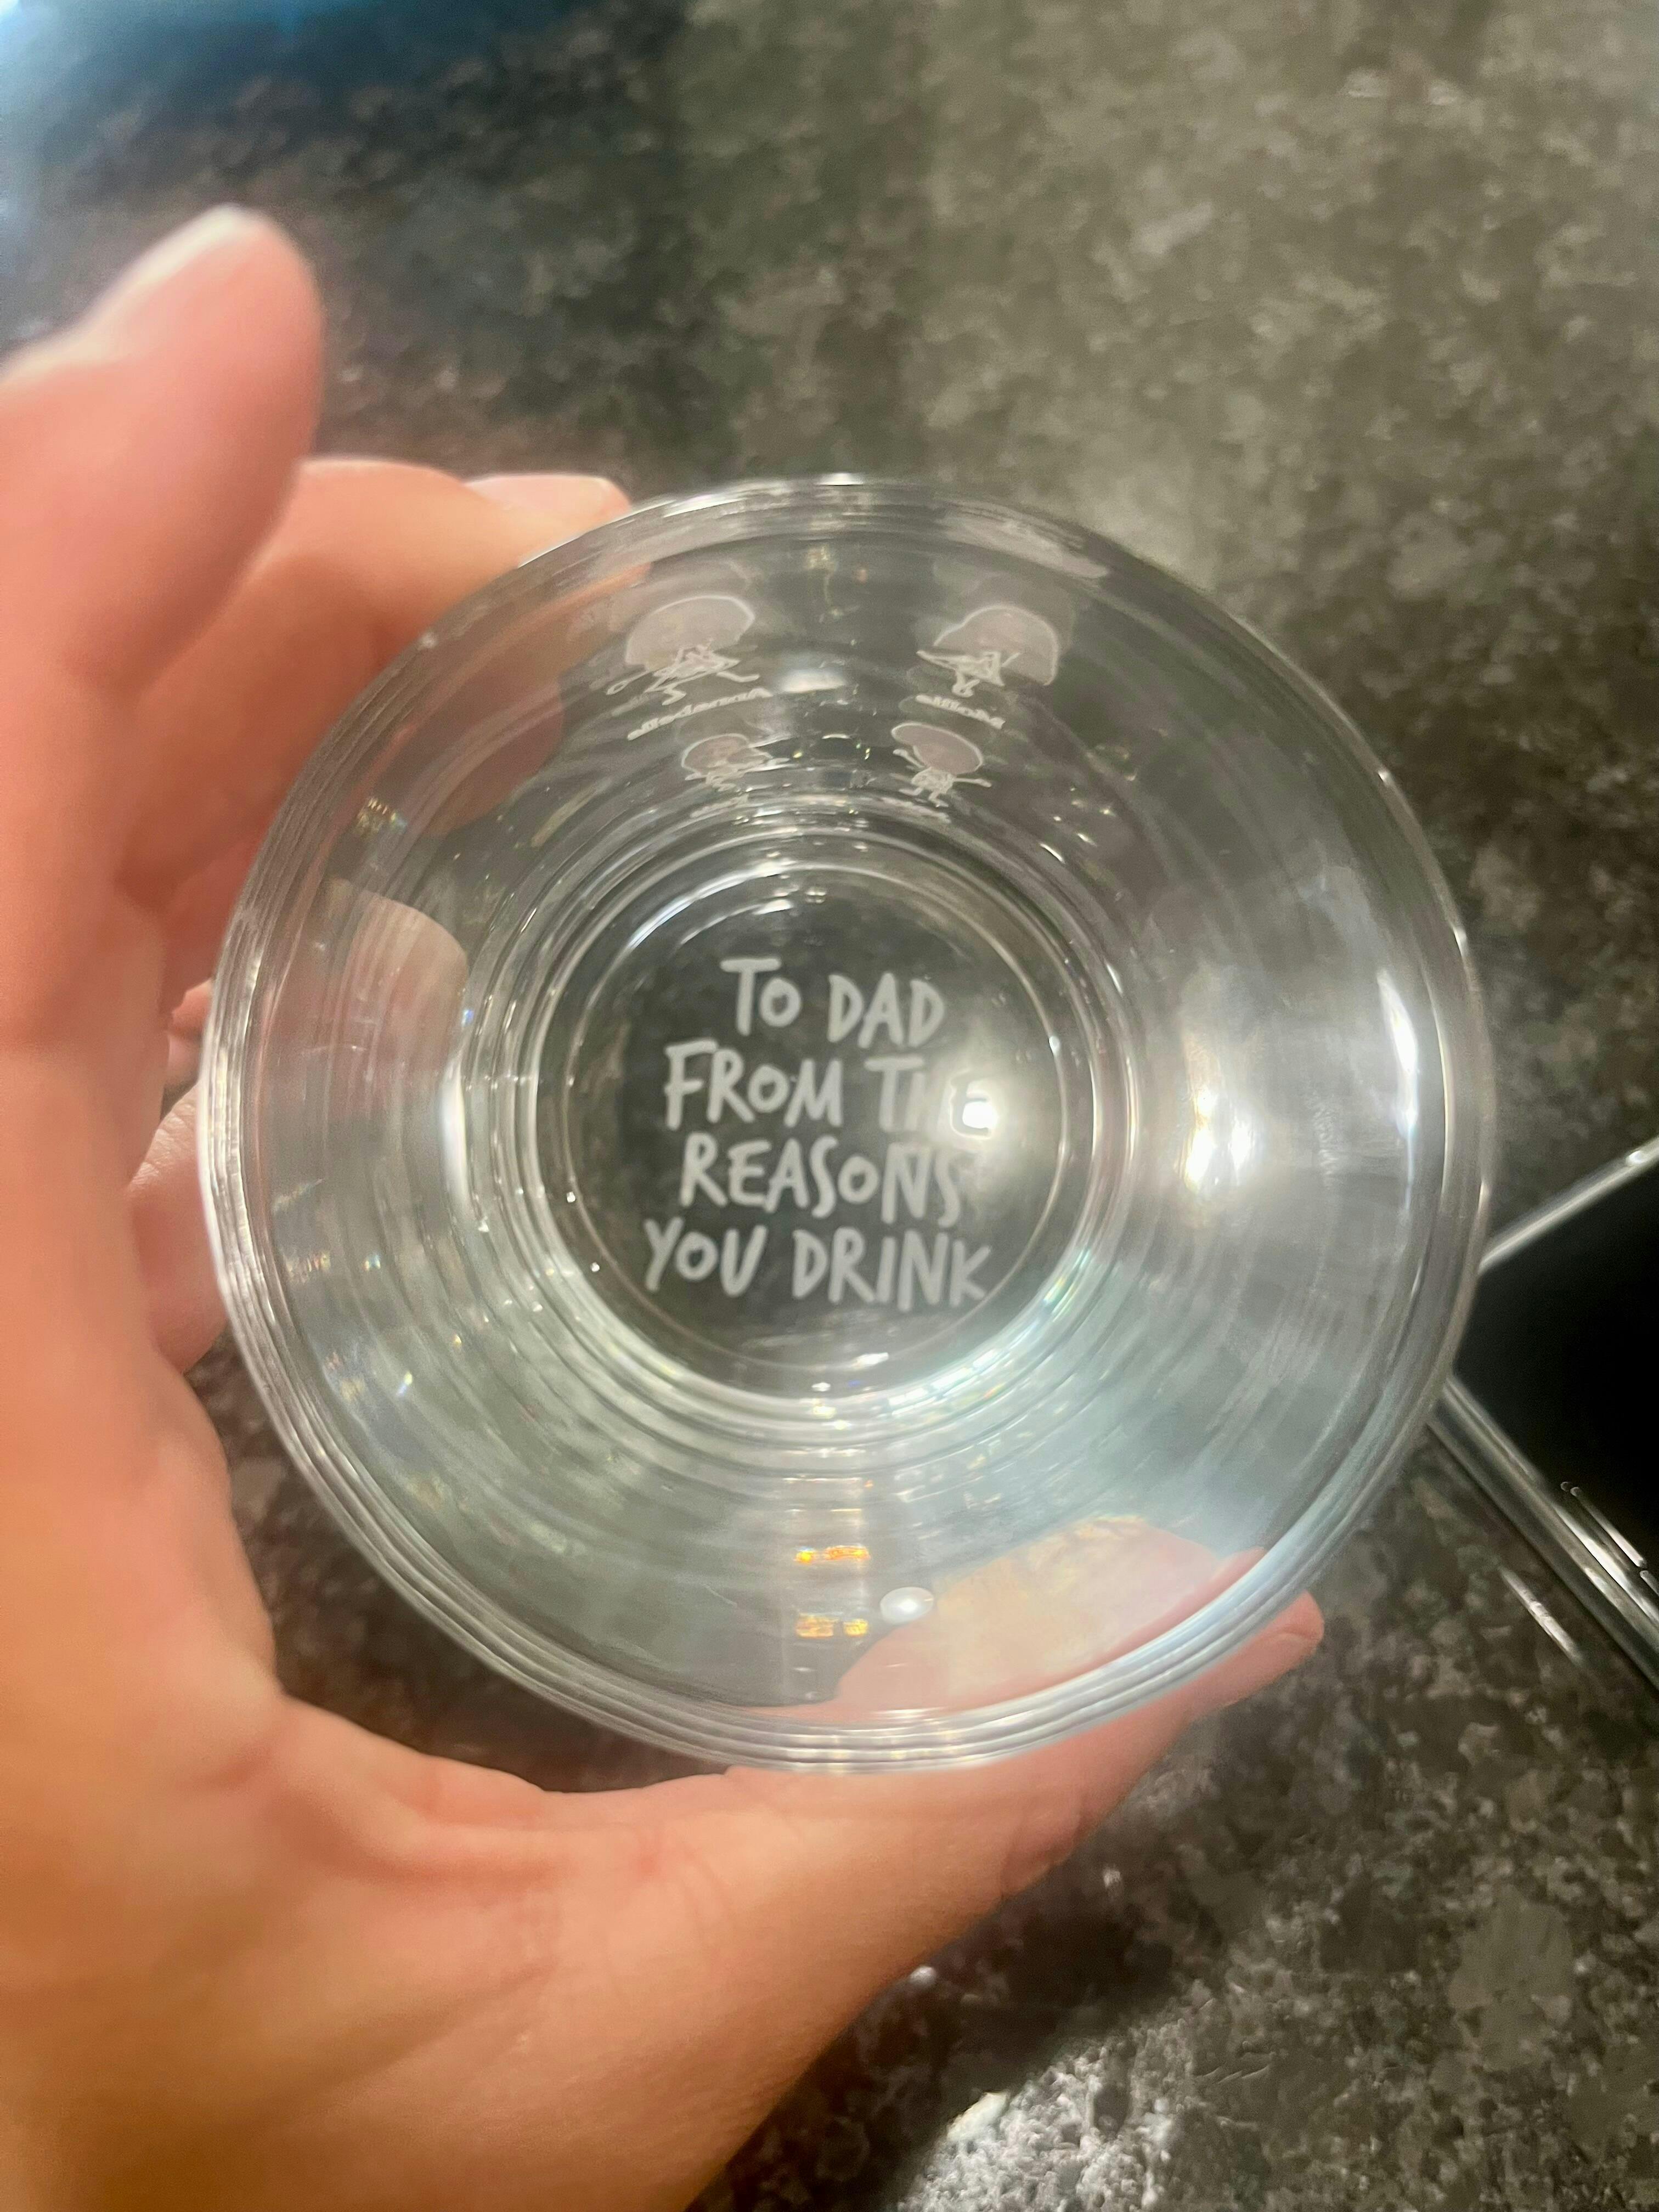 TO DAD
FROM THE
REASONS
YOU DRINK